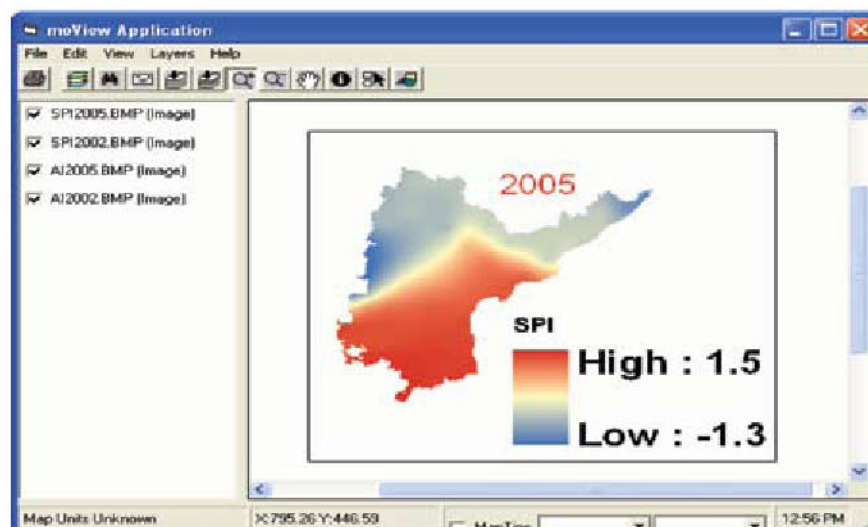 moView Application
File Edit View Layers Help
SPI2005.BMP (Image)
SPI2002.BMP (Image)
AI2005.BMP (Image)
AI2002.BMP (Image)
2005
SPI
High : 1.5
Low : -1.3
Map Units Unknown X:795.26 Y:446.59 MapTips 12:56 PM